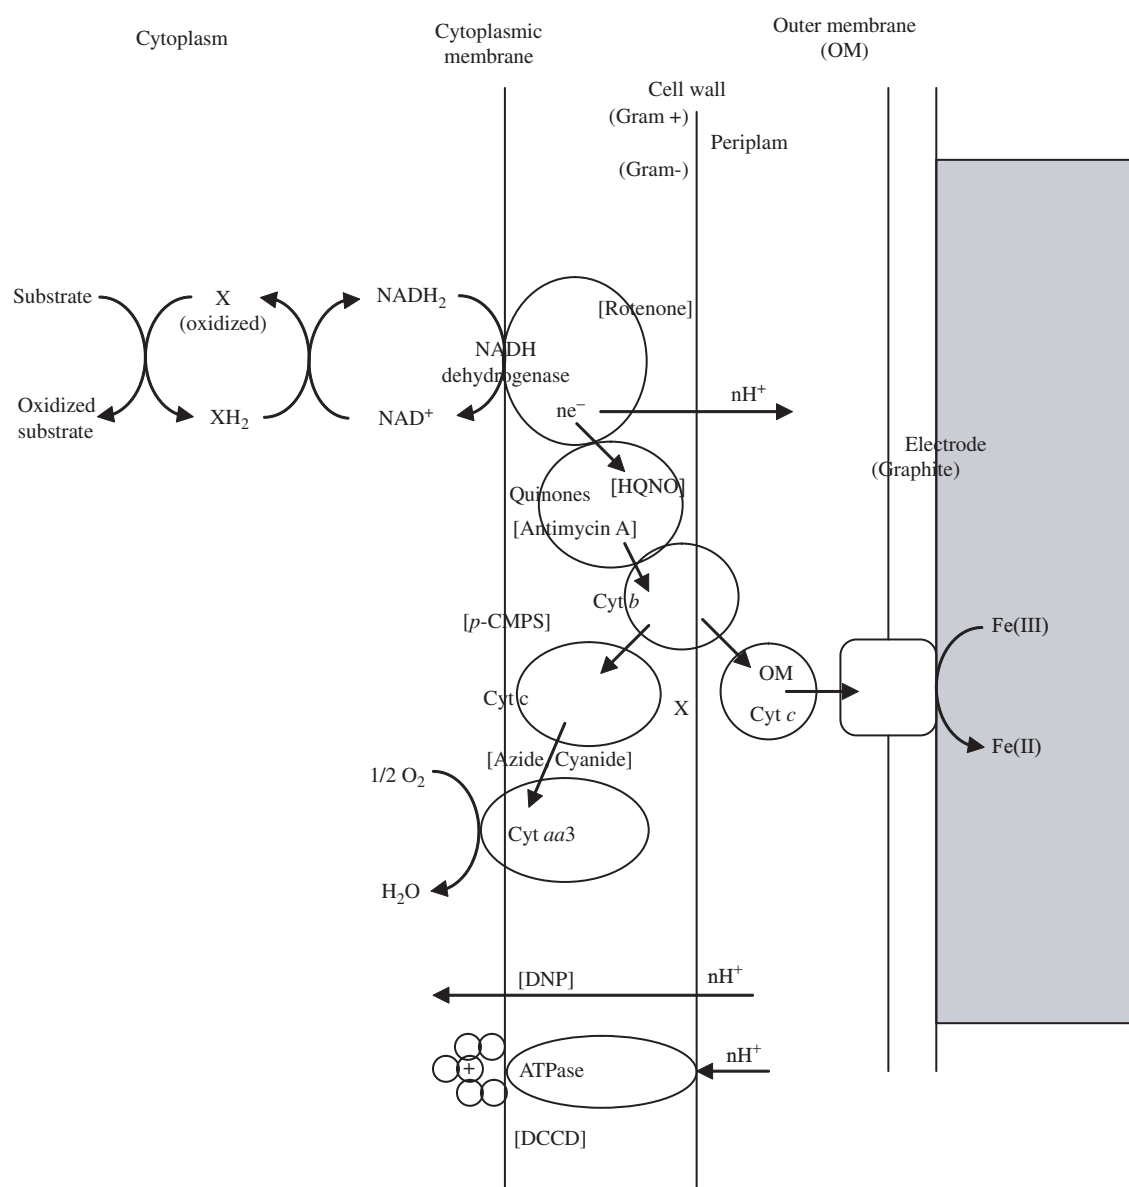 Cytoplasm
Cytoplasmic
membrane
Outer membrane
(OM)
Cell wall
(Gram +)
Periplam
(Gram-)
Substrate
X
(oxidized)
NADH₂
[Rotenone]
NADH
dehydrogenase
Oxidized
substrate
XH₂
NAD⁺
ne⁻
nH⁺
Electrode
(Graphite)
Quinones
[HQNO]
[Antimycin A]
Cyt b
[p-CMPS]
Fe(III)
OM
Cyt c
Cyt c
X
Fe(II)
[Azide, Cyanide]
1/2 O₂
Cyt aa3
H₂O
[DNP]
nH⁺
nH⁺
+
ATPase
[DCCD]